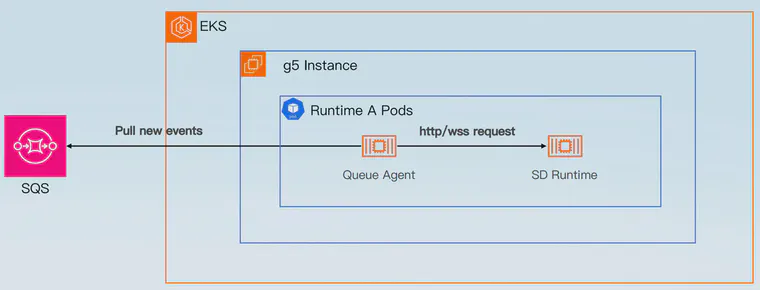 EKS
g5 Instance
Runtime A Pods
Pull new events
http/wss request
Queue Agent
SD Runtime
SQS